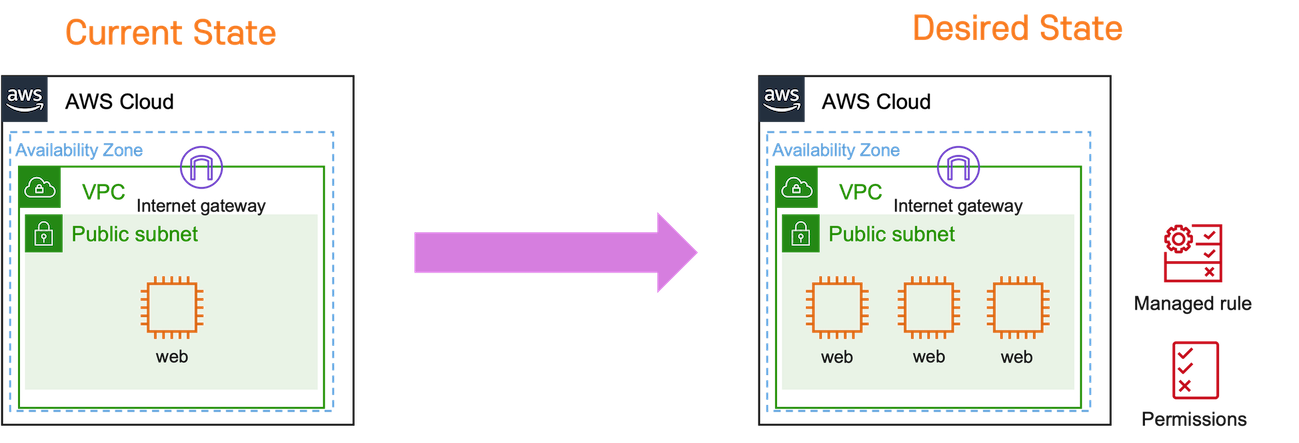 Current State
Desired State
aws
AWS Cloud
Availability Zone
VPC
Internet gateway
Public subnet
web
aws
AWS Cloud
Availability Zone
VPC
Internet gateway
Public subnet
web
web
web
Managed rule
Permissions